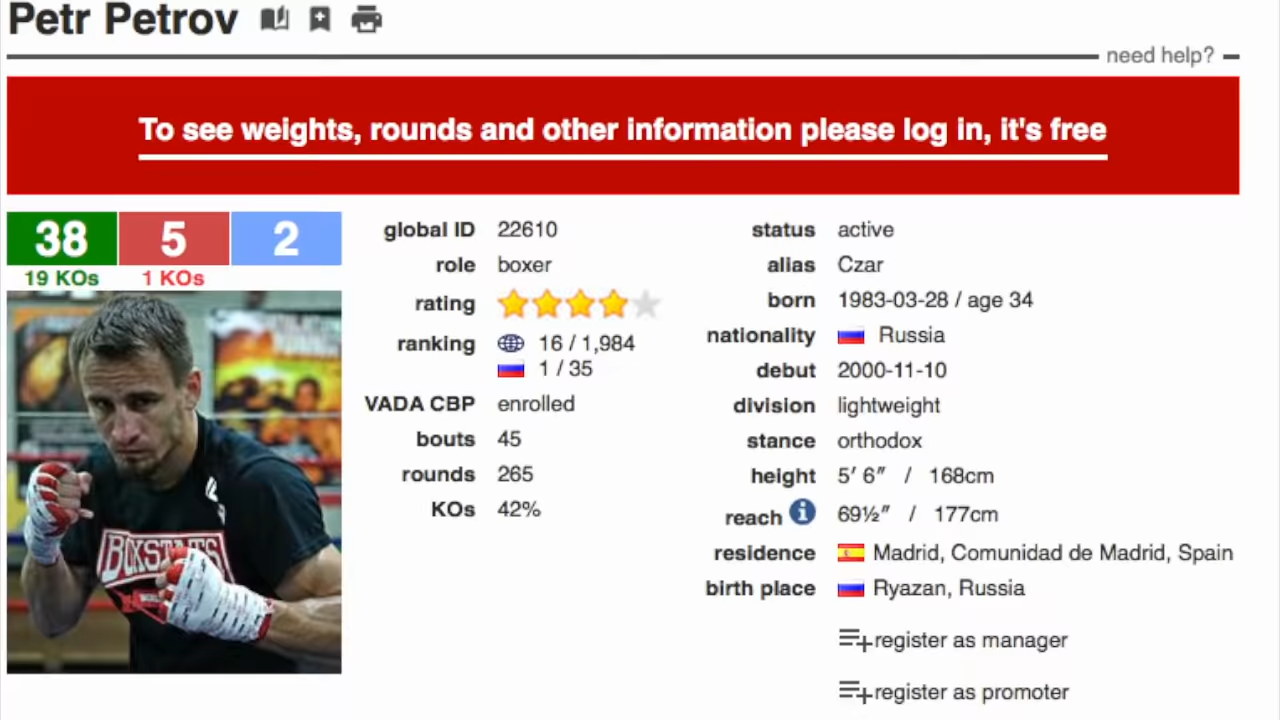 Petr Petrov
need help?
To see weights, rounds and other information please log in, it's free
38 5 2
19 KOs 1 KOs
global ID 22610
role boxer
rating
ranking 16 / 1,984
1 / 35
VADA CBP enrolled
bouts 45
rounds 265
KOs 42%
status active
alias Czar
born 1983-03-28 / age 34
nationality Russia
debut 2000-11-10
division lightweight
stance orthodox
height 5′ 6″ / 168cm
reach 69½″ / 177cm
residence Madrid, Comunidad de Madrid, Spain
birth place Ryazan, Russia
register as manager
register as promoter
BOXSTATS